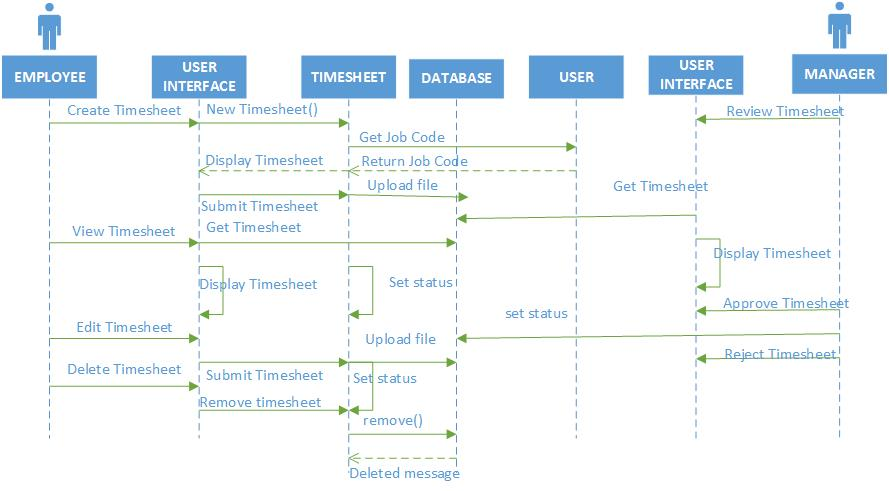 EMPLOYEE
USER
INTERFACE
TIMESHEET
DATABASE
USER
USER
INTERFACE
MANAGER
Create Timesheet
New Timesheet()
Review Timesheet
Get Job Code
Display Timesheet
Return Job Code
Upload file
Get Timesheet
Submit Timesheet
View Timesheet
Get Timesheet
Display Timesheet
Display Timesheet
Set status
Approve Timesheet
set status
Edit Timesheet
Upload file
Reject Timesheet
Delete Timesheet
Submit Timesheet
Set status
Remove timesheet
remove()
Deleted message